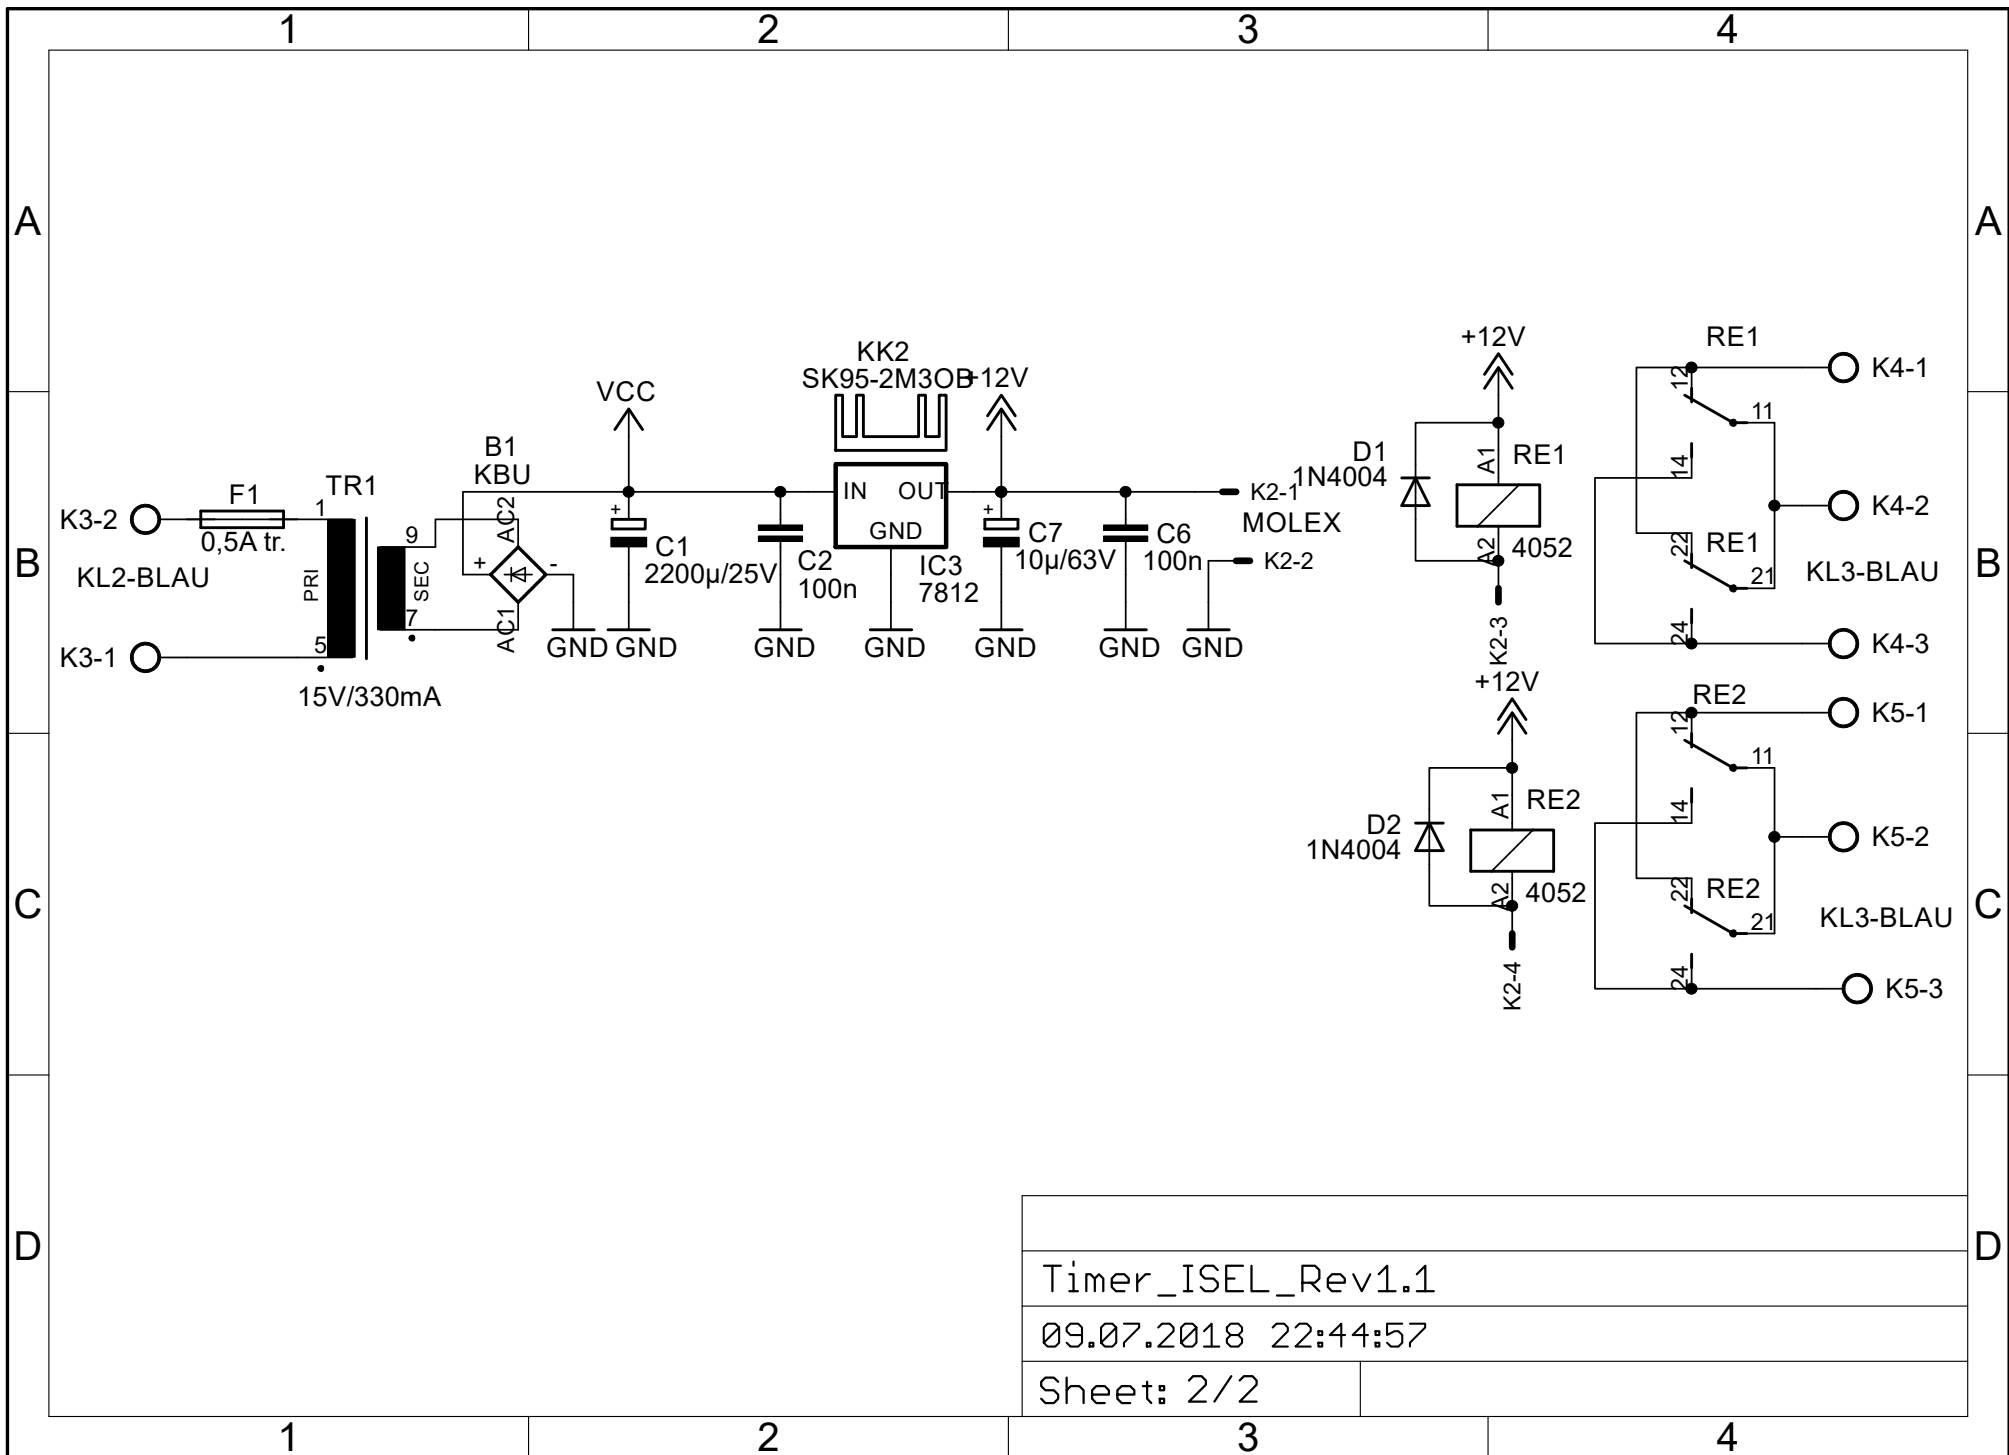 1 2 3 4
A A
B B
C C
D D
K3-2
F1
0,5A tr.
KL2-BLAU
K3-1
TR1
1
5
PRI
SEC
9
7
15V/330mA
B1
KBU
AC2
AC1
+
-
GND
VCC
+
C1
2200µ/25V
GND
C2
100n
GND
KK2
SK95-2M3OB
IN OUT
GND
IC3
7812
GND
+12V
+
C7
10µ/63V
GND
C6
100n
GND
K2-1
MOLEX
K2-2
GND
+12V
D1
1N4004
A1
RE1
A2
4052
K2-3
+12V
D2
1N4004
A1
RE2
A2
4052
K2-4
RE1
12
11
14
K4-1
K4-2
22
RE1
21
KL3-BLAU
24
K4-3
RE2
12
11
14
K5-1
K5-2
22
RE2
21
KL3-BLAU
24
K5-3
Timer_ISEL_Rev1.1
09.07.2018 22:44:57
Sheet: 2/2
1 2 3 4